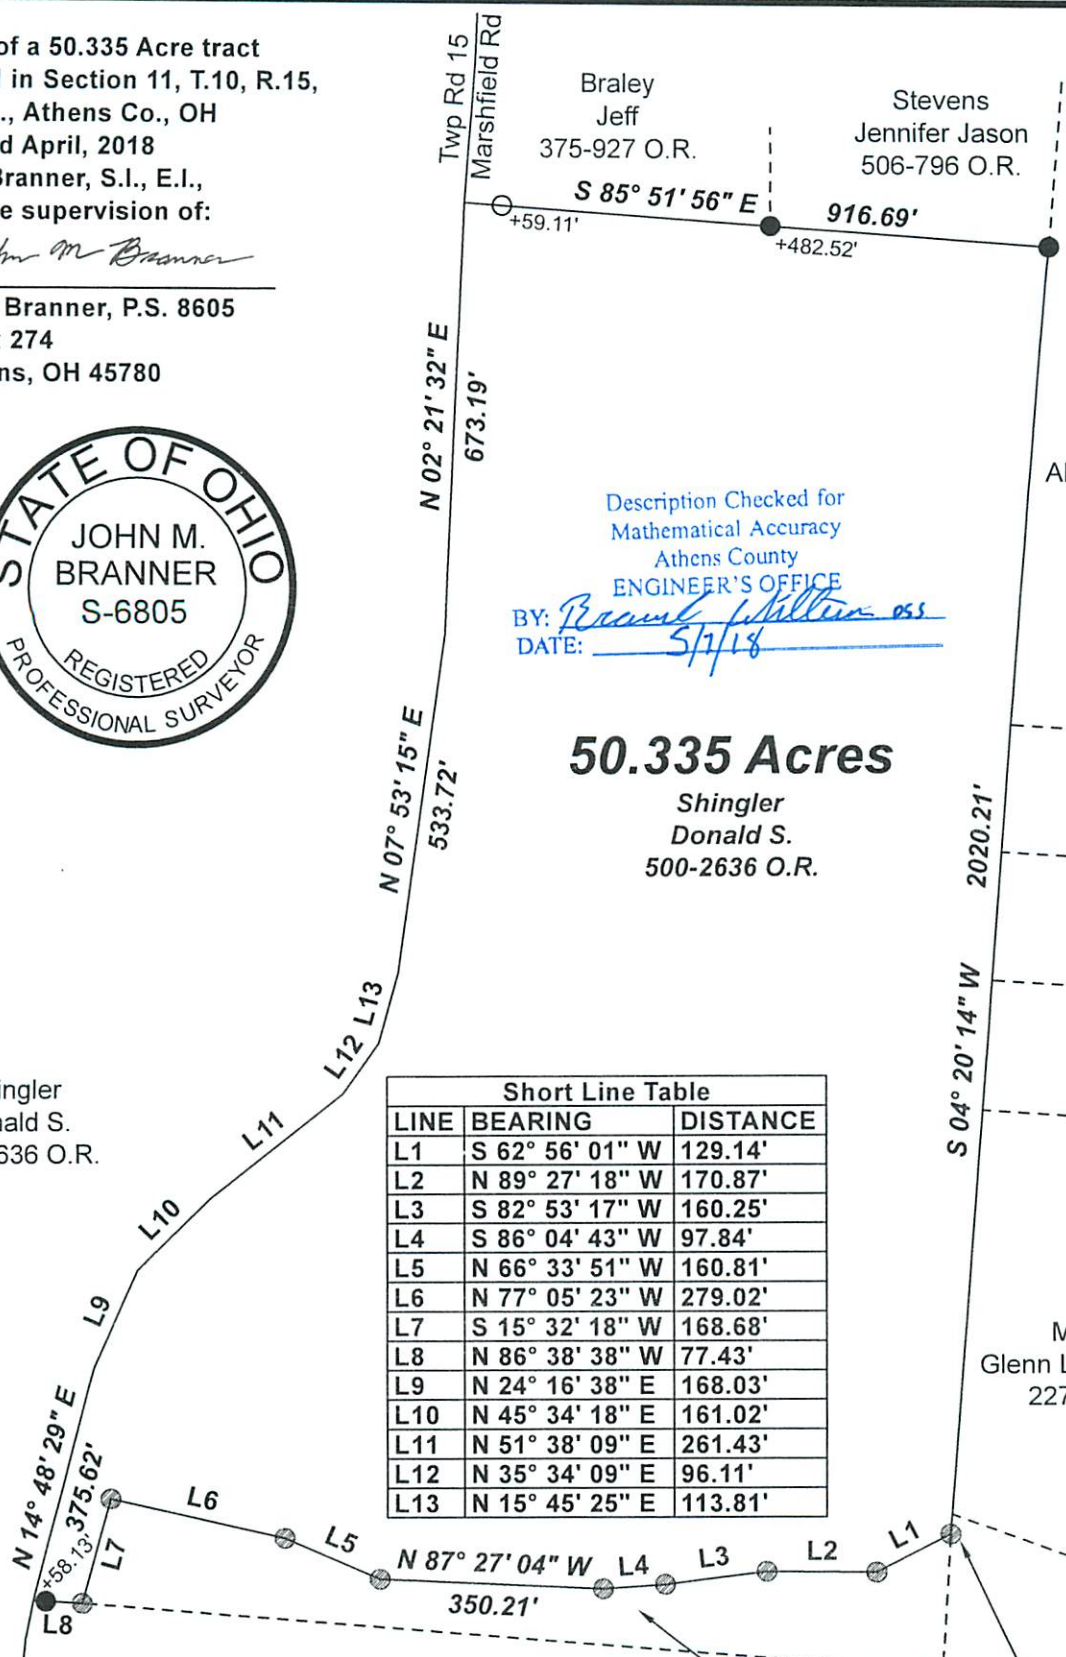 of a 50.335 Acre tract
in Section 11, T.10, R.15,
., Athens Co., OH
d April, 2018
Branner, S.I., E.I.,
e supervision of:
John M Branner
Branner, P.S. 8605
274
ns, OH 45780
STATE OF OHIO
JOHN M.
BRANNER
S-6805
REGISTERED
PROFESSIONAL SURVEYOR
Twp Rd 15
Marshfield Rd
Braley
Jeff
375-927 O.R.
Stevens
Jennifer Jason
506-796 O.R.
S 85° 51' 56" E
916.69'
+59.11'
+482.52'
N 02° 21' 32" E
673.19'
Description Checked for
Mathematical Accuracy
Athens County
ENGINEER'S OFFICE
BY:
DATE: 5/7/18
50.335 Acres
Shingler
Donald S.
500-2636 O.R.
N 07° 53' 15" E
533.72'
2020.21'
S 04° 20' 14" W
L13
L12
L11
L10
L9
ingler
nald S.
636 O.R.
Short Line Table
LINE BEARING DISTANCE
L1 S 62° 56' 01" W 129.14'
L2 N 89° 27' 18" W 170.87'
L3 S 82° 53' 17" W 160.25'
L4 S 86° 04' 43" W 97.84'
L5 N 66° 33' 51" W 160.81'
L6 N 77° 05' 23" W 279.02'
L7 S 15° 32' 18" W 168.68'
L8 N 86° 38' 38" W 77.43'
L9 N 24° 16' 38" E 168.03'
L10 N 45° 34' 18" E 161.02'
L11 N 51° 38' 09" E 261.43'
L12 N 35° 34' 09" E 96.11'
L13 N 15° 45' 25" E 113.81'
M
Glenn L
227
N 14° 48' 29" E
375.62'
+58.13'
L7
L8
L6
L5
N 87° 27' 04" W
350.21'
L4
L3
L2
L1